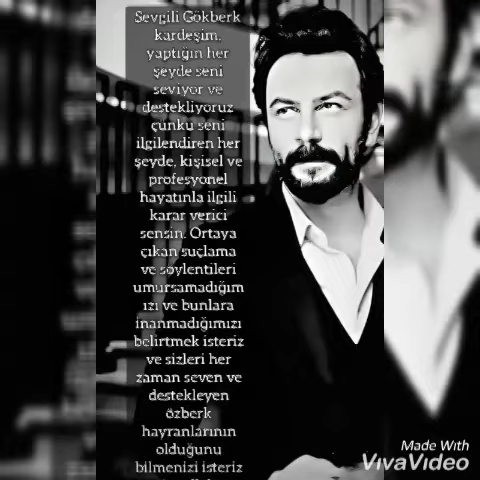 Sevgili Gökberk
kardeşim,
yaptığın her
şeyde seni
seviyor ve
destekliyoruz
çünkü seni
ilgilendiren her
şeyde, kişisel ve
profesyonel
hayatınla ilgili
karar verici
sensin. Ortaya
çıkan suçlama
ve söylentileri
umursamadığım
ızı ve bunlara
inanmadığımızı
belirtmek isteriz
ve sizleri her
zaman seven ve
destekleyen
özberk
hayranlarının
olduğunu
bilmenizi isteriz
Made With
VivaVideo